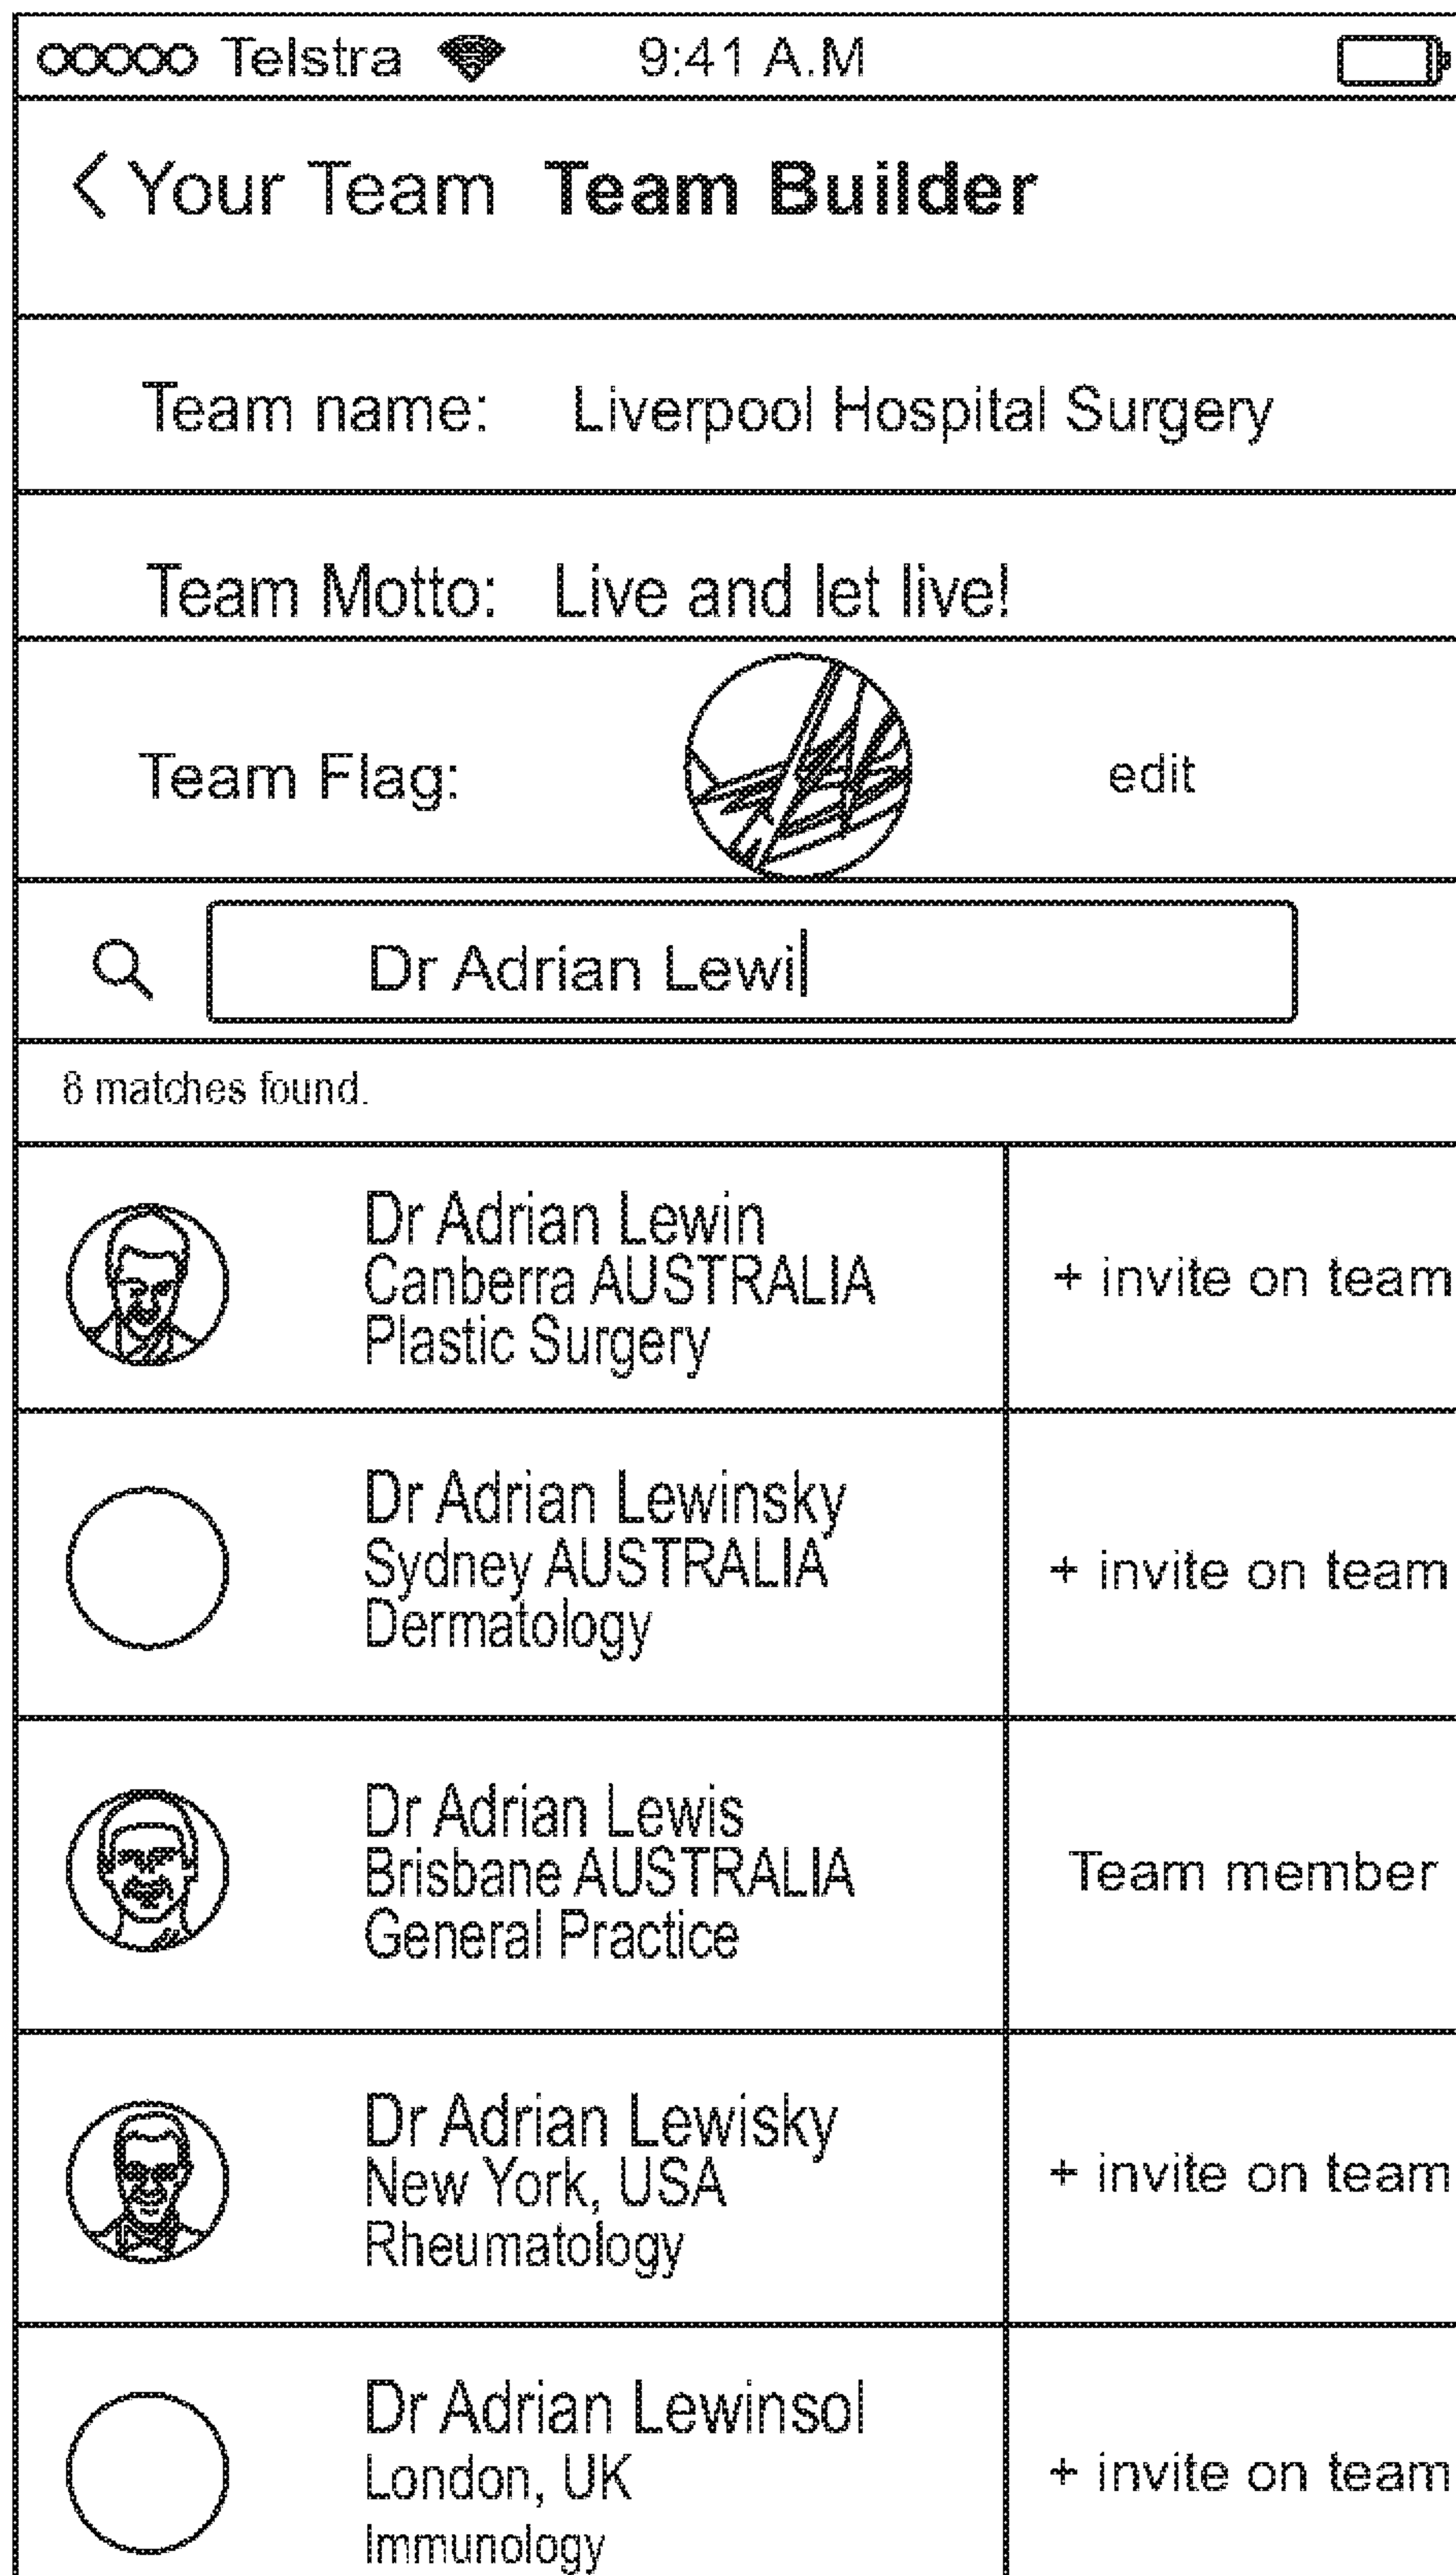 Telstra 9:41 A.M
< Your Team Team Builder
Team name: Liverpool Hospital Surgery
Team Motto: Live and let live!
Team Flag: edit
Dr Adrian Lewi
8 matches found.
Dr Adrian Lewin
Canberra AUSTRALIA
Plastic Surgery
+ invite on team
Dr Adrian Lewinsky
Sydney AUSTRALIA
Dermatology
+ invite on team
Dr Adrian Lewis
Brisbane AUSTRALIA
General Practice
Team member
Dr Adrian Lewisky
New York, USA
Rheumatology
+ invite on team
Dr Adrian Lewinsol
London, UK
Immunology
+ invite on team